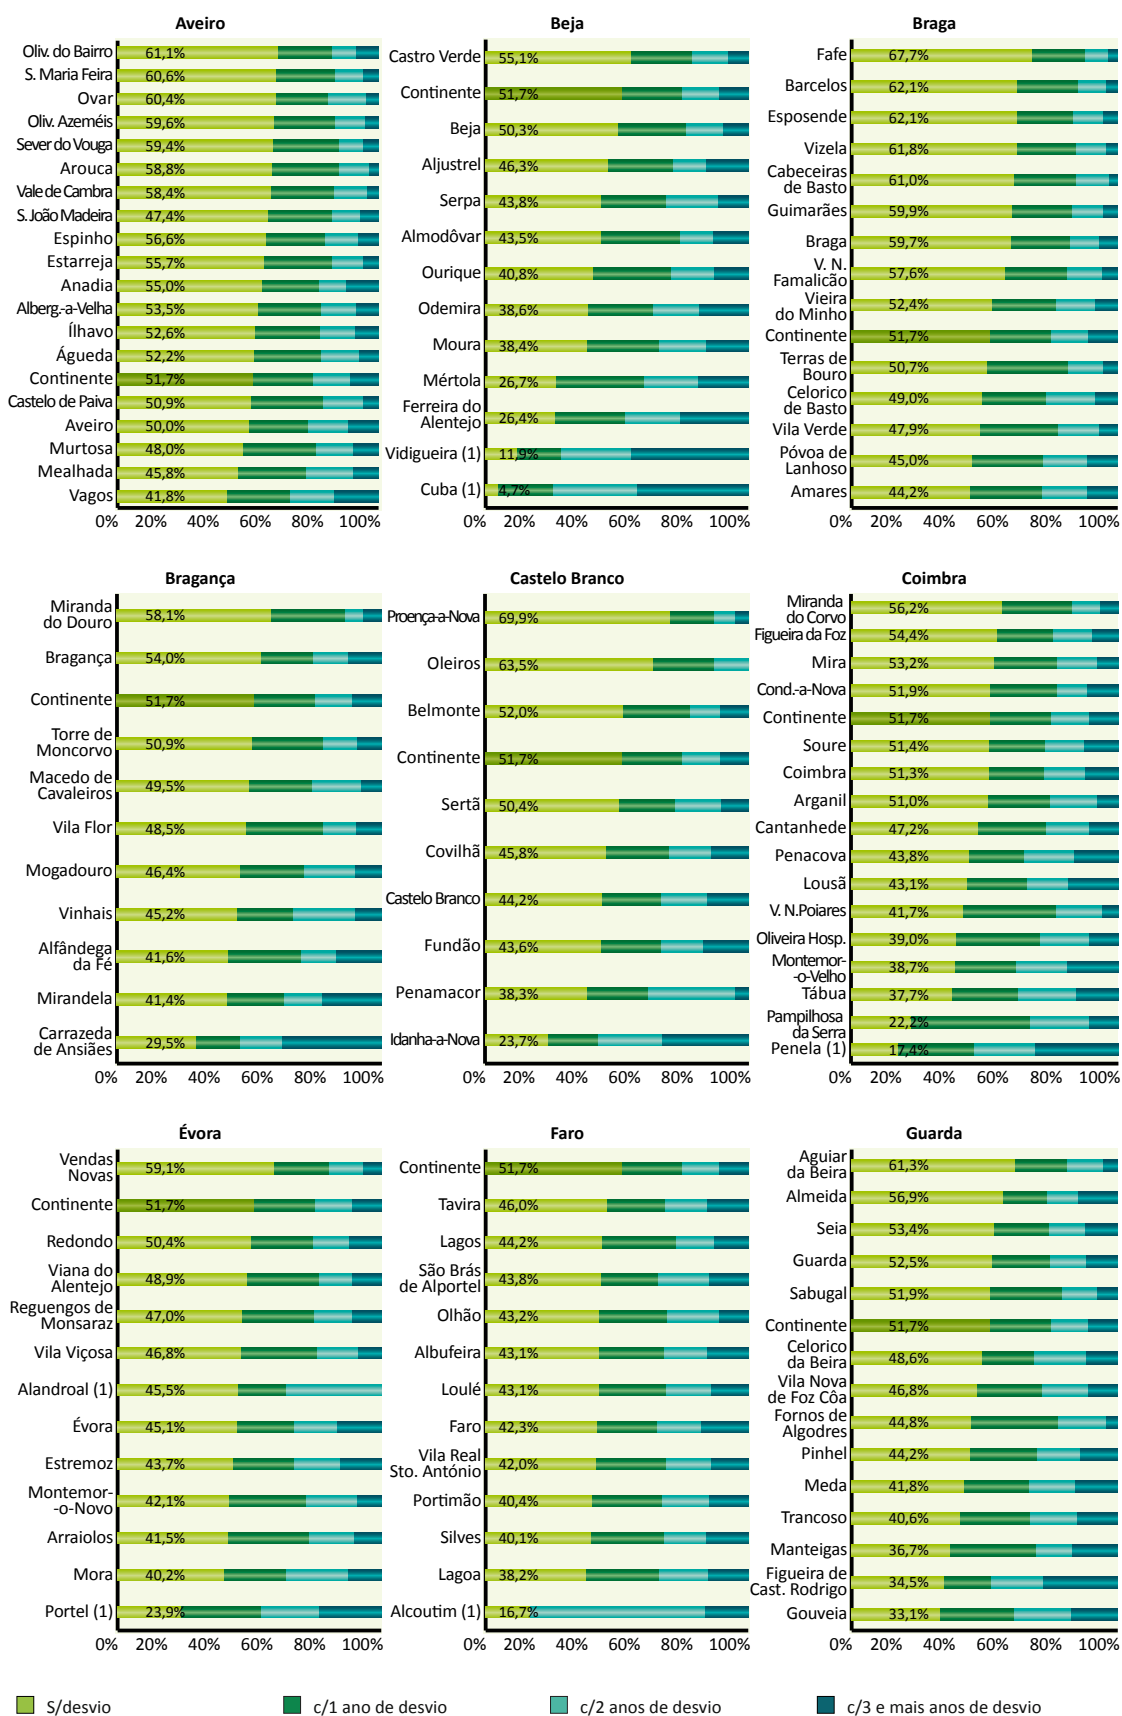 Aveiro
Oliv. do Bairro 61,1%
S. Maria Feira 60,6%
Ovar 60,4%
Oliv. Azeméis 59,6%
Sever do Vouga 59,4%
Arouca 58,8%
Vale de Cambra 58,4%
S. João Madeira 47,4%
Espinho 56,6%
Estarreja 55,7%
Anadia 55,0%
Alberg.-a-Velha 53,5%
Ílhavo 52,6%
Águeda 52,2%
Continente 51,7%
Castelo de Paiva 50,9%
Aveiro 50,0%
Murtosa 48,0%
Mealhada 45,8%
Vagos 41,8%
0% 20% 40% 60% 80% 100%
Beja
Castro Verde 55,1%
Continente 51,7%
Beja 50,3%
Aljustrel 46,3%
Serpa 43,8%
Almodôvar 43,5%
Ourique 40,8%
Odemira 38,6%
Moura 38,4%
Mértola 26,7%
Ferreira do
Alentejo 26,4%
Vidigueira (1) 11,9%
Cuba (1) 4,7%
0% 20% 40% 60% 80% 100%
Braga
Fafe 67,7%
Barcelos 62,1%
Esposende 62,1%
Vizela 61,8%
Cabeceiras
de Basto 61,0%
Guimarães 59,9%
Braga 59,7%
V. N.
Famalicão 57,6%
Vieira
do Minho 52,4%
Continente 51,7%
Terras de
Bouro 50,7%
Celorico
de Basto 49,0%
Vila Verde 47,9%
Póvoa de
Lanhoso 45,0%
Amares 44,2%
0% 20% 40% 60% 80% 100%
Bragança
Miranda
do Douro 58,1%
Bragança 54,0%
Continente 51,7%
Torre de
Moncorvo 50,9%
Macedo de
Cavaleiros 49,5%
Vila Flor 48,5%
Mogadouro 46,4%
Vinhais 45,2%
Alfândega
da Fé 41,6%
Mirandela 41,4%
Carrazeda
de Ansiães 29,5%
0% 20% 40% 60% 80% 100%
Castelo Branco
Proença-a-Nova 69,9%
Oleiros 63,5%
Belmonte 52,0%
Continente 51,7%
Sertã 50,4%
Covilhã 45,8%
Castelo Branco 44,2%
Fundão 43,6%
Penamacor 38,3%
Idanha-a-Nova 23,7%
0% 20% 40% 60% 80% 100%
Coimbra
Miranda
do Corvo 56,2%
Figueira da Foz 54,4%
Mira 53,2%
Cond.-a-Nova 51,9%
Continente 51,7%
Soure 51,4%
Coimbra 51,3%
Arganil 51,0%
Cantanhede 47,2%
Penacova 43,8%
Lousã 43,1%
V. N.Poiares 41,7%
Oliveira Hosp. 39,0%
Montemor-
-o-Velho 38,7%
Tábua 37,7%
Pampilhosa
da Serra 22,2%
Penela (1) 17,4%
0% 20% 40% 60% 80% 100%
Évora
Vendas
Novas 59,1%
Continente 51,7%
Redondo 50,4%
Viana do
Alentejo 48,9%
Reguengos de
Monsaraz 47,0%
Vila Viçosa 46,8%
Alandroal (1) 45,5%
Évora 45,1%
Estremoz 43,7%
Montemor-
-o-Novo 42,1%
Arraiolos 41,5%
Mora 40,2%
Portel (1) 23,9%
0% 20% 40% 60% 80% 100%
Faro
Continente 51,7%
Tavira 46,0%
Lagos 44,2%
São Brás
de Alportel 43,8%
Olhão 43,2%
Albufeira 43,1%
Loulé 43,1%
Faro 42,3%
Vila Real
Sto. António 42,0%
Portimão 40,4%
Silves 40,1%
Lagoa 38,2%
Alcoutim (1) 16,7%
0% 20% 40% 60% 80% 100%
Guarda
Aguiar
da Beira 61,3%
Almeida 56,9%
Seia 53,4%
Guarda 52,5%
Sabugal 51,9%
Continente 51,7%
Celorico
da Beira 48,6%
Vila Nova
de Foz Côa 46,8%
Fornos de
Algodres 44,8%
Pinhel 44,2%
Meda 41,8%
Trancoso 40,6%
Manteigas 36,7%
Figueira de
Cast. Rodrigo 34,5%
Gouveia 33,1%
0% 20% 40% 60% 80% 100%
S/desvio
c/1 ano de desvio
c/2 anos de desvio
c/3 e mais anos de desvio